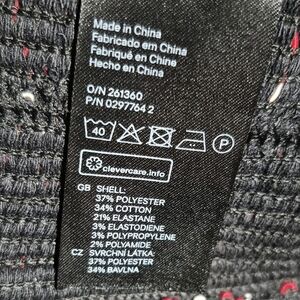 Made in China
Fabricado em China
Fabriqué en Chine
Hecho en China
O/N 261360
P/N 0297764 2
40
P
clevercare.info
GB SHELL:
37% POLYESTER
34% COTTON
21% ELASTANE
3% ELASTODIENE
3% POLYPROPYLENE
2% POLYAMIDE
CZ SVRCHNÍ LÁTKA:
37% POLYESTER
34% BAVLNA